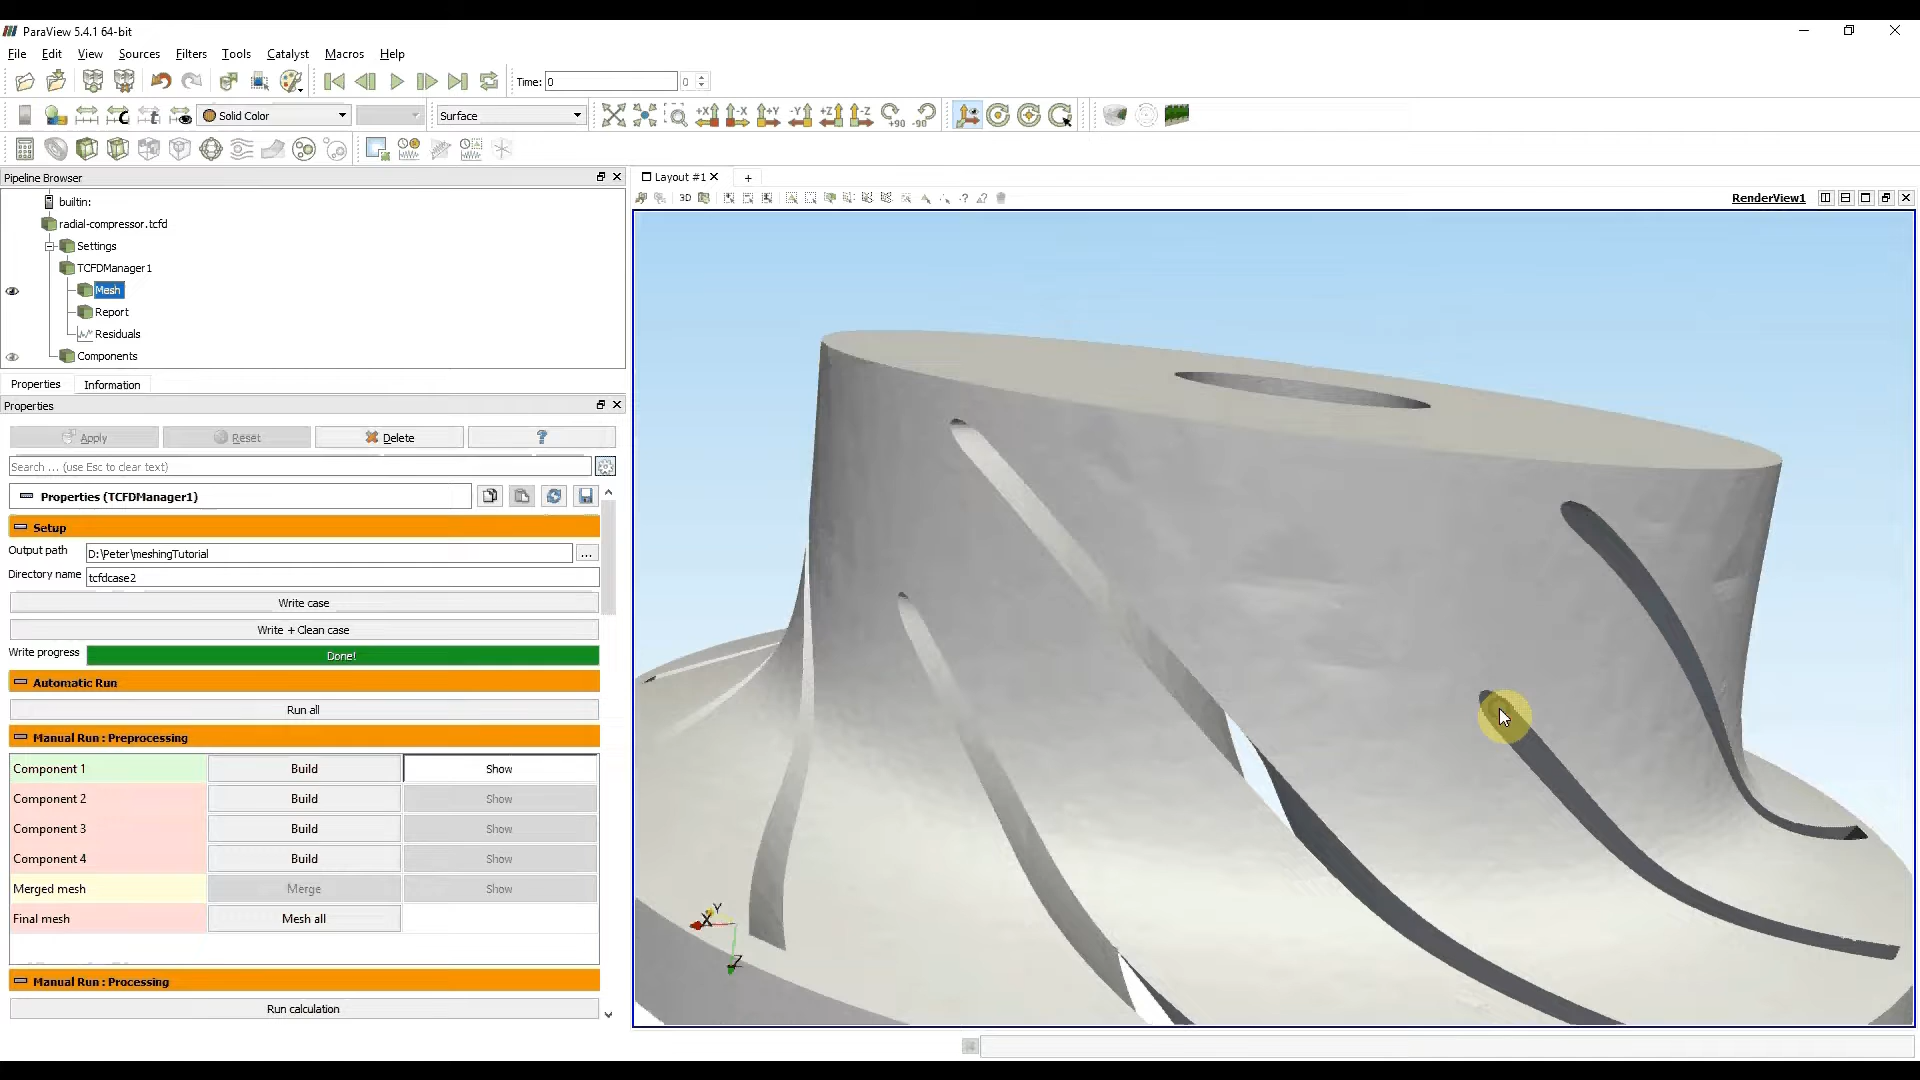 ParaView 5.4.1 64-bit
File Edit View Sources Filters Tools Catalyst Macros Help
Time: 0 0
Solid Color Surface +X -X +Y -Y +Z -Z +90 -90
Pipeline Browser
Layout #1
builtin:
3D
RenderView1
radial-compressor.tcfd
Settings
TCFDManager1
Mesh
Report
Residuals
Components
Properties Information
Properties
Apply Reset Delete ?
Search ... (use Esc to clear text)
Properties (TCFDManager1)
Setup
Output path D:\Peter\meshingTutorial ...
Directory name tcfdcase2
Write case
Write + Clean case
Write progress Done!
Automatic Run
Run all
Manual Run : Preprocessing
Component 1 Build Show
Component 2 Build Show
Component 3 Build Show
Component 4 Build Show
Merged mesh Merge Show
Final mesh Mesh all
Manual Run : Processing
Run calculation
X Y Z